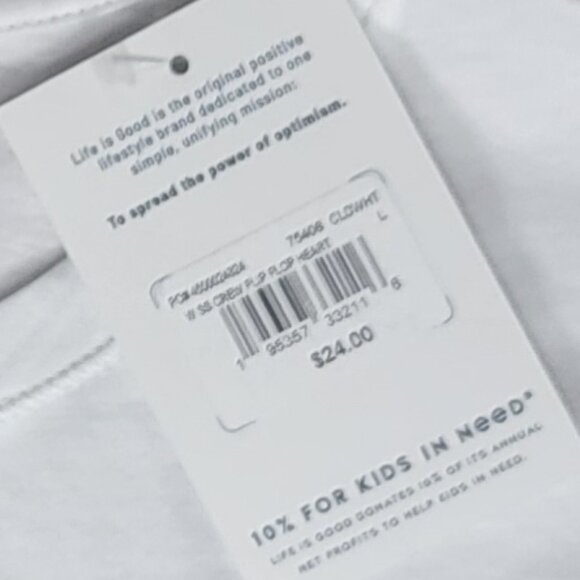 Life is Good is the original positive
lifestyle brand dedicated to one
simple, unifying mission:
To spread the power of optimism.
75408 CLDWHT
L
W SS CREW FLIP FLOP HEART
1 95357 33211 6
$24.00
10% FOR KIDS IN NeeD®
LIFE IS GOOD DONATES 10% OF ITS ANNUAL
NET PROFITS TO HELP KIDS IN NEED.